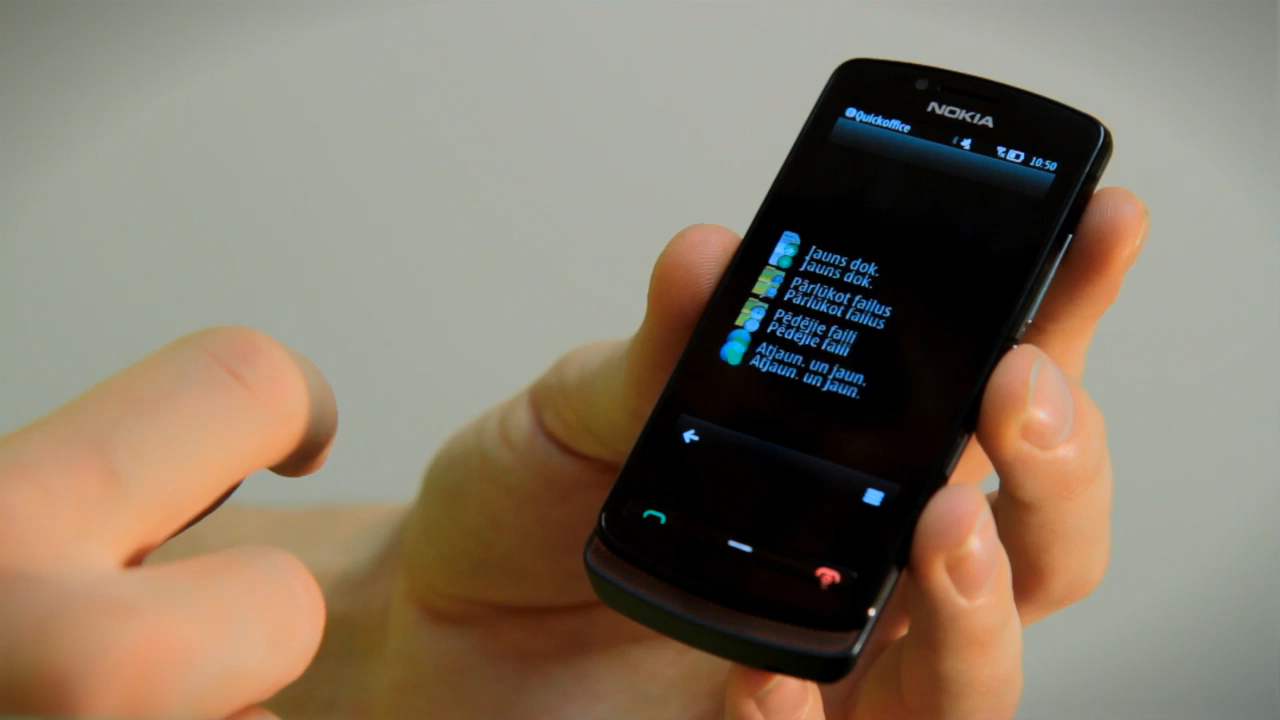 NOKIA
Quickoffice
10:50
Jauns dok.
Jauns dok.
Pārlūkot failus
Pārlūkot failus
Pēdējie faili
Pēdējie faili
Atjaun. un jaun.
Atjaun. un jaun.